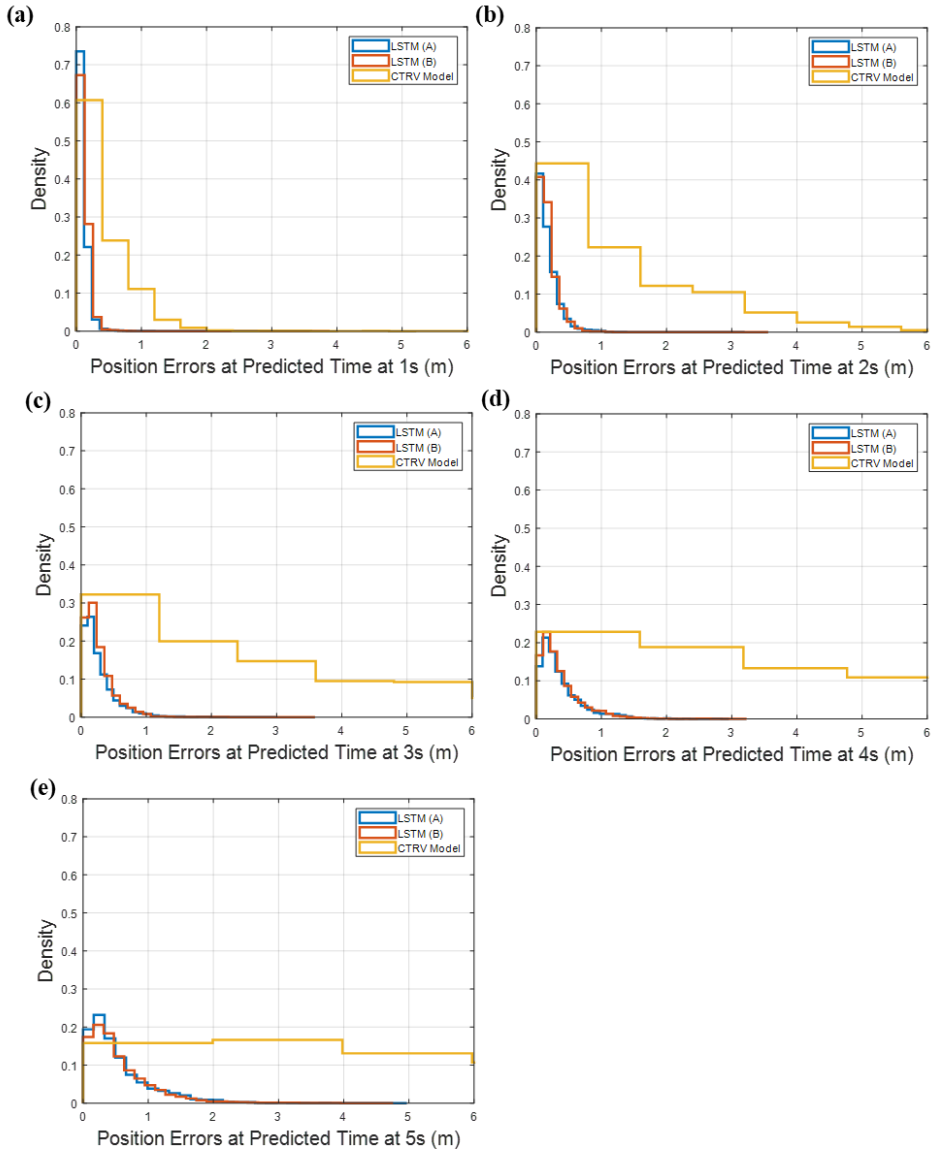 (a)
0.8
0.7
0.6
0.5
0.4
0.3
0.2
0.1
0
Density
LSTM (A)
LSTM (B)
CTRV Model
0 1 2 3 4 5 6
Position Errors at Predicted Time at 1s (m)
(b)
0.8
0.7
0.6
0.5
0.4
0.3
0.2
0.1
0
Density
LSTM (A)
LSTM (B)
CTRV Model
0 1 2 3 4 5 6
Position Errors at Predicted Time at 2s (m)
(c)
0.8
0.7
0.6
0.5
0.4
0.3
0.2
0.1
0
Density
LSTM (A)
LSTM (B)
CTRV Model
0 1 2 3 4 5 6
Position Errors at Predicted Time at 3s (m)
(d)
0.8
0.7
0.6
0.5
0.4
0.3
0.2
0.1
0
Density
LSTM (A)
LSTM (B)
CTRV Model
0 1 2 3 4 5 6
Position Errors at Predicted Time at 4s (m)
(e)
0.8
0.7
0.6
0.5
0.4
0.3
0.2
0.1
0
Density
LSTM (A)
LSTM (B)
CTRV Model
0 1 2 3 4 5 6
Position Errors at Predicted Time at 5s (m)